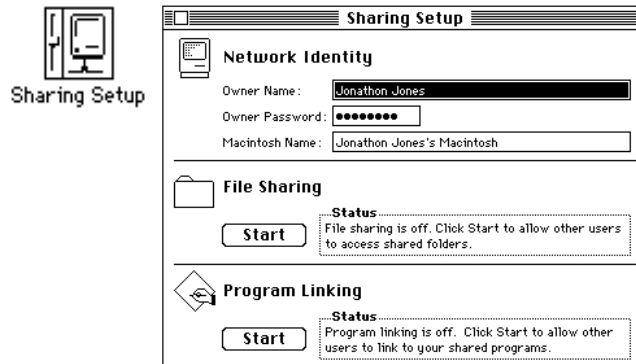 Sharing Setup
Sharing Setup
Network Identity
Owner Name: Jonathon Jones
Owner Password: ●●●●●●●●
Macintosh Name: Jonathon Jones's Macintosh
File Sharing
Status
Start
File sharing is off. Click Start to allow other users
to access shared folders.
Program Linking
Status
Start
Program linking is off. Click Start to allow other
users to link to your shared programs.